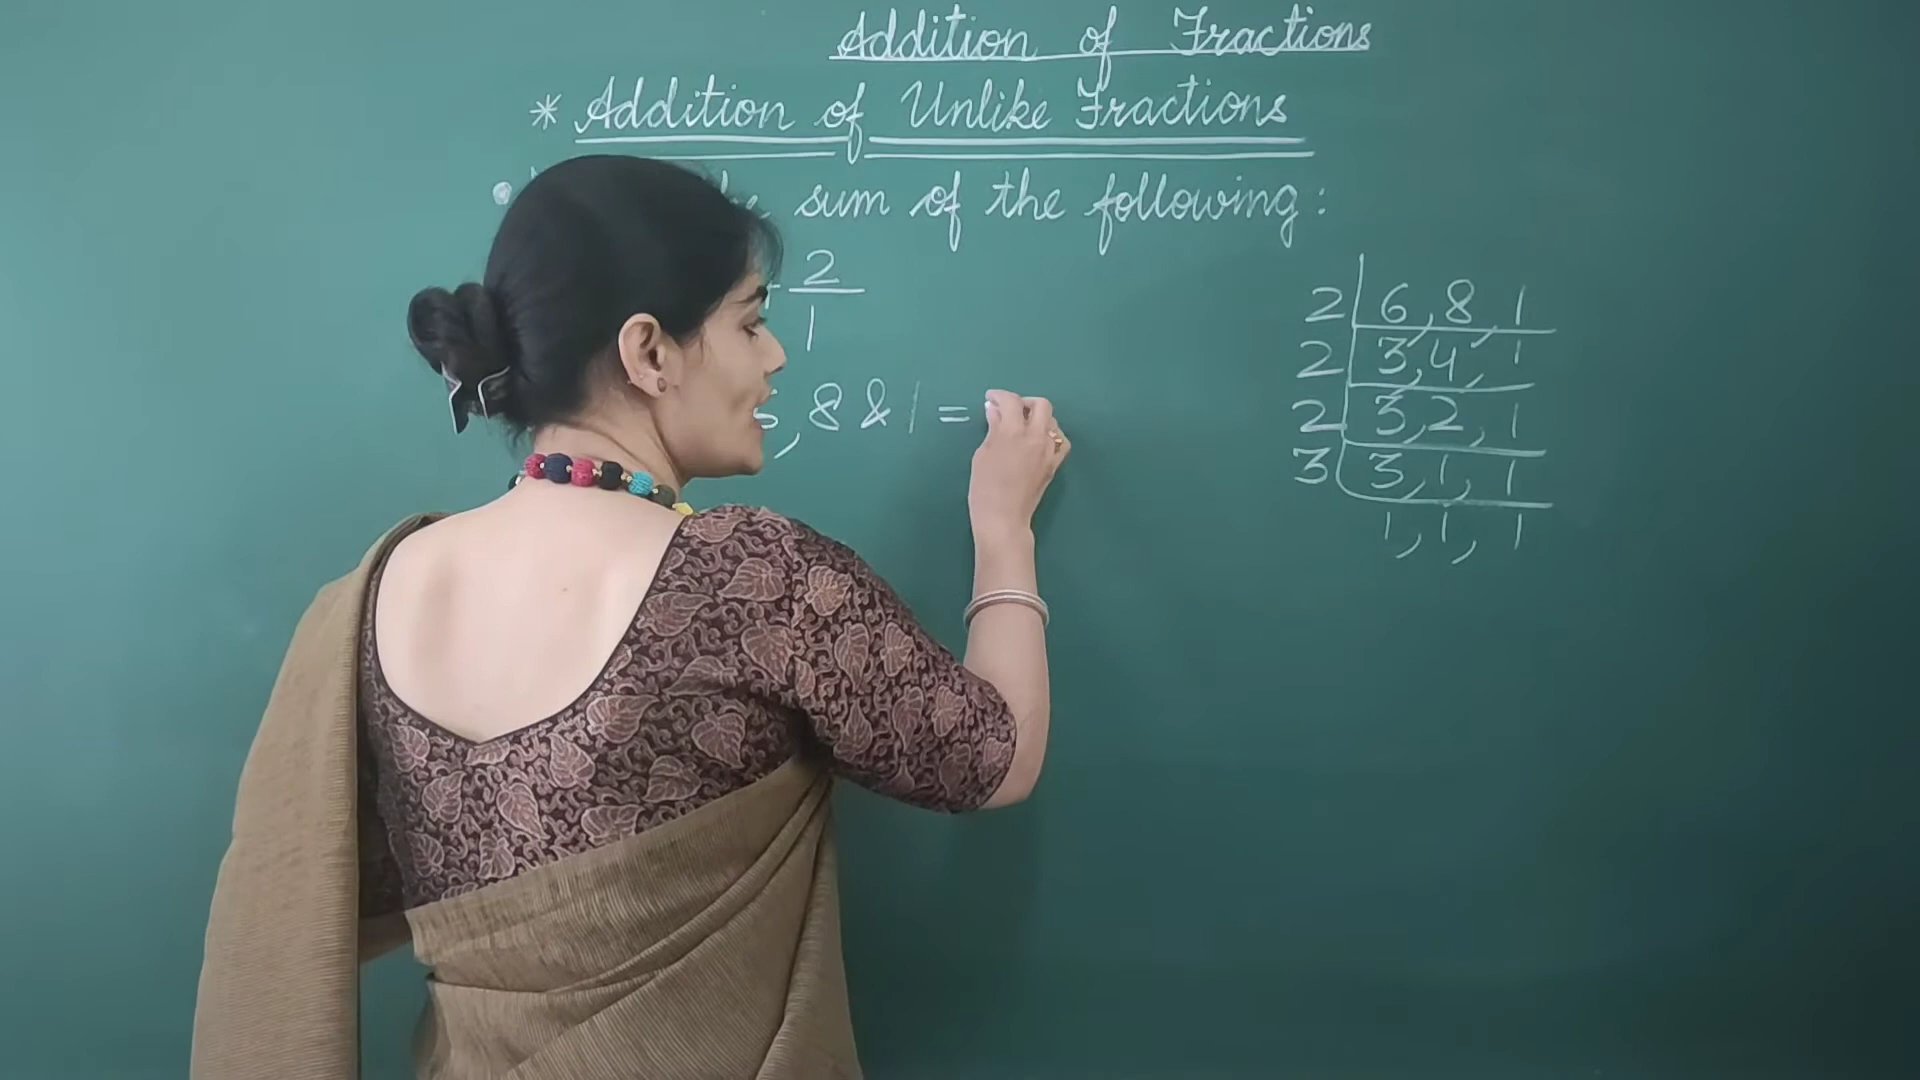 Addition of Fractions
* Addition of Unlike Fractions
• sum of the following:
2
1
, 8 & 1 =
2 | 6, 8, 1
2 | 3, 4, 1
2 | 3, 2, 1
3 | 3, 1, 1
1, 1, 1